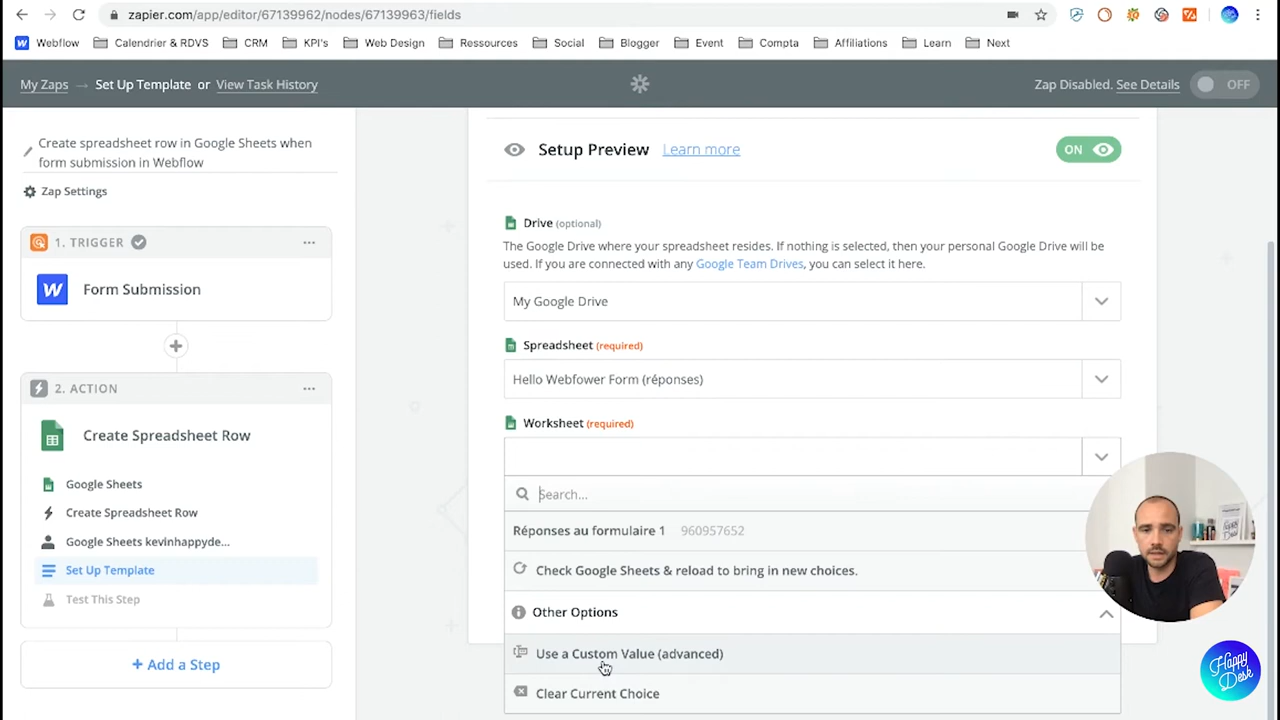 zapier.com/app/editor/67139962/nodes/67139963/fields
Webflow Calendrier & RDVS CRM KPI's Web Design Ressources Social Blogger Event Compta Affiliations Learn Next
My Zaps → Set Up Template or View Task History
Zap Disabled. See Details OFF
Create spreadsheet row in Google Sheets when
form submission in Webflow
Zap Settings
1. TRIGGER
W Form Submission
2. ACTION
Create Spreadsheet Row
Google Sheets
Create Spreadsheet Row
Google Sheets kevinhappyde...
Set Up Template
Test This Step
+ Add a Step
Setup Preview Learn more ON
Drive (optional)
The Google Drive where your spreadsheet resides. If nothing is selected, then your personal Google Drive will be
used. If you are connected with any Google Team Drives, you can select it here.
My Google Drive
Spreadsheet (required)
Hello Webfower Form (réponses)
Worksheet (required)
Search...
Réponses au formulaire 1 960957652
Check Google Sheets & reload to bring in new choices.
Other Options
Use a Custom Value (advanced)
Clear Current Choice
Happy
Desk